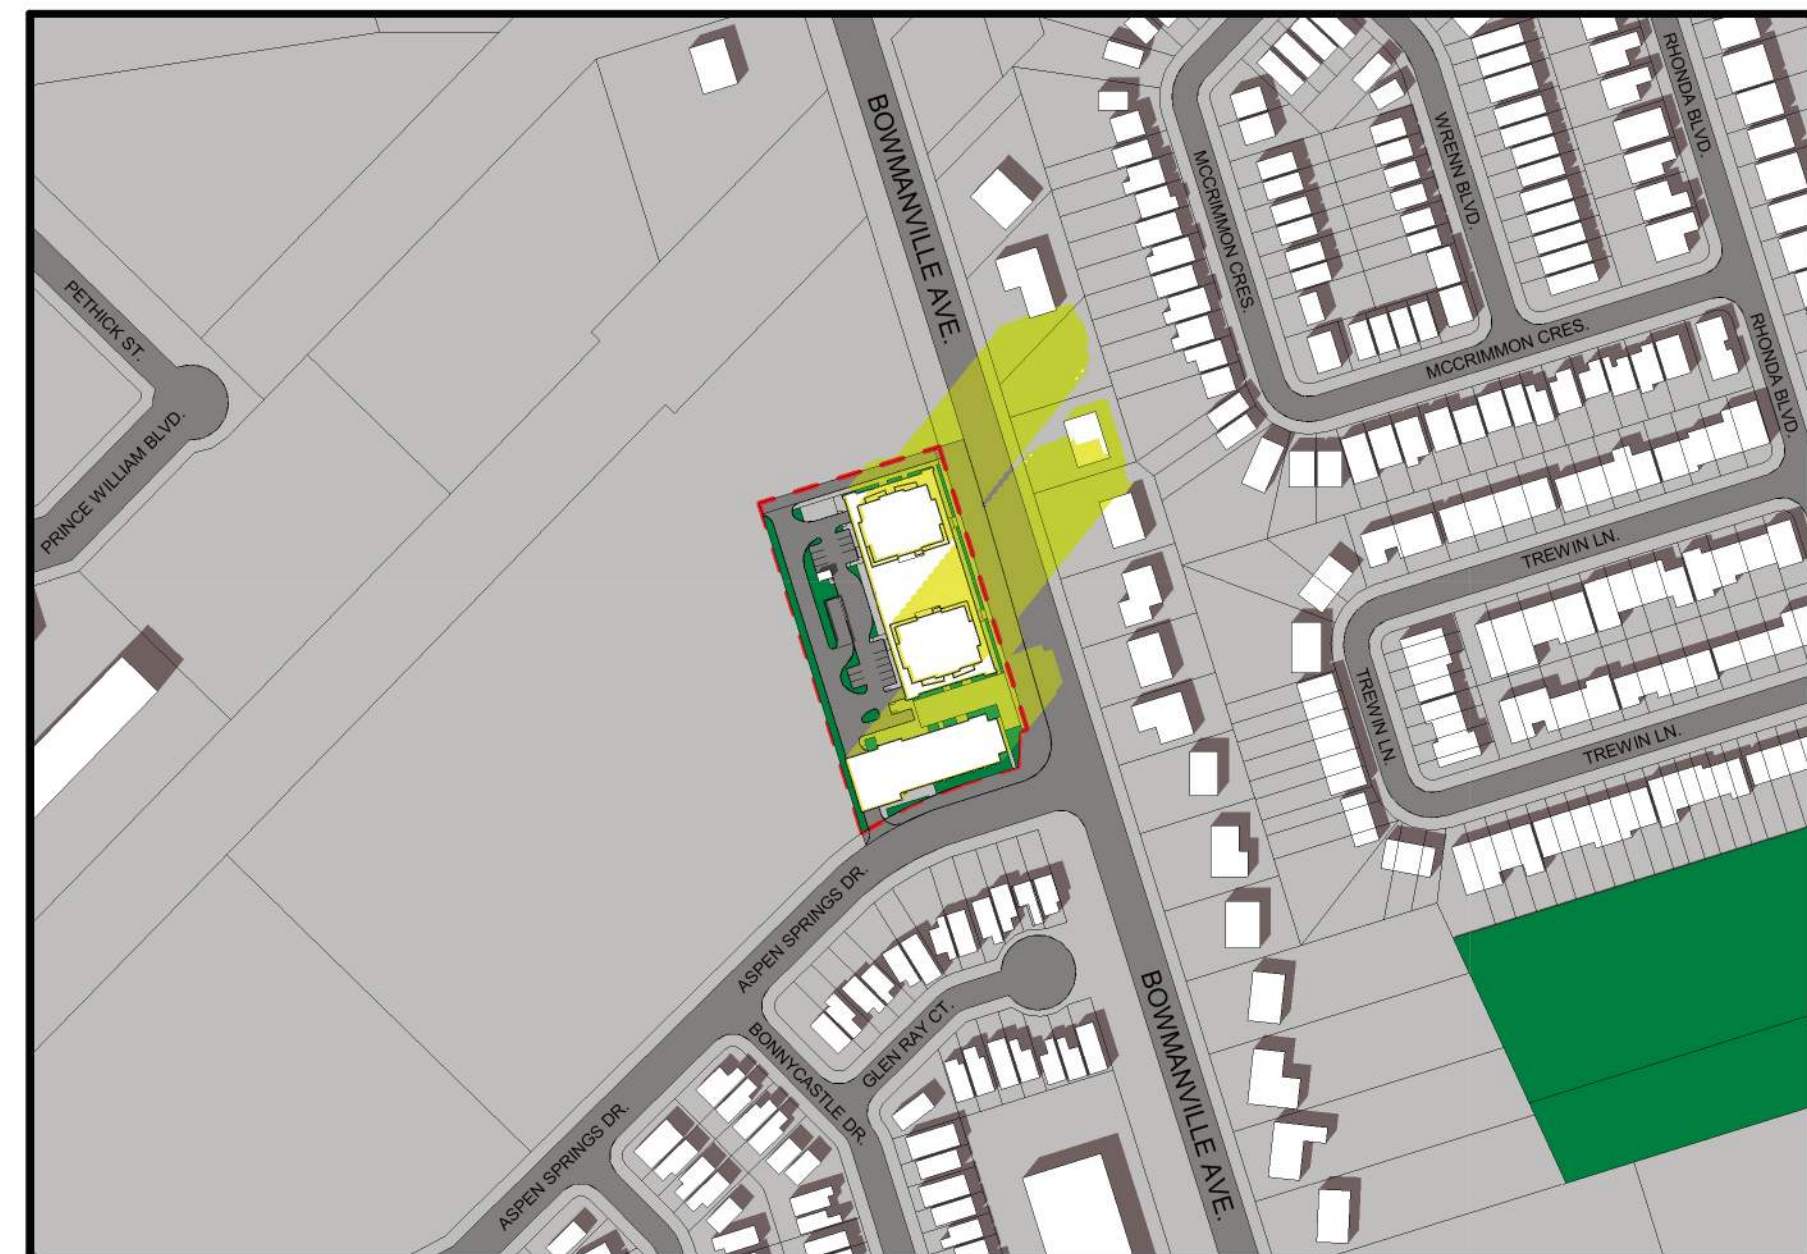 RHONDA BLVD.
BOWMANVILLE AVE.
WRENN BLVD.
MCCRIMMON CRES.
PETHICK ST.
MCCRIMMON CRES.
RHONDA BLVD.
PRINCE WILLIAM BLVD.
TREWIN LN.
TREWIN LN.
TREWIN LN.
ASPEN SPRINGS DR.
BOWMANVILLE AVE.
GLEN RAY CT.
BONNYCASTLE DR.
ASPEN SPRINGS DR.